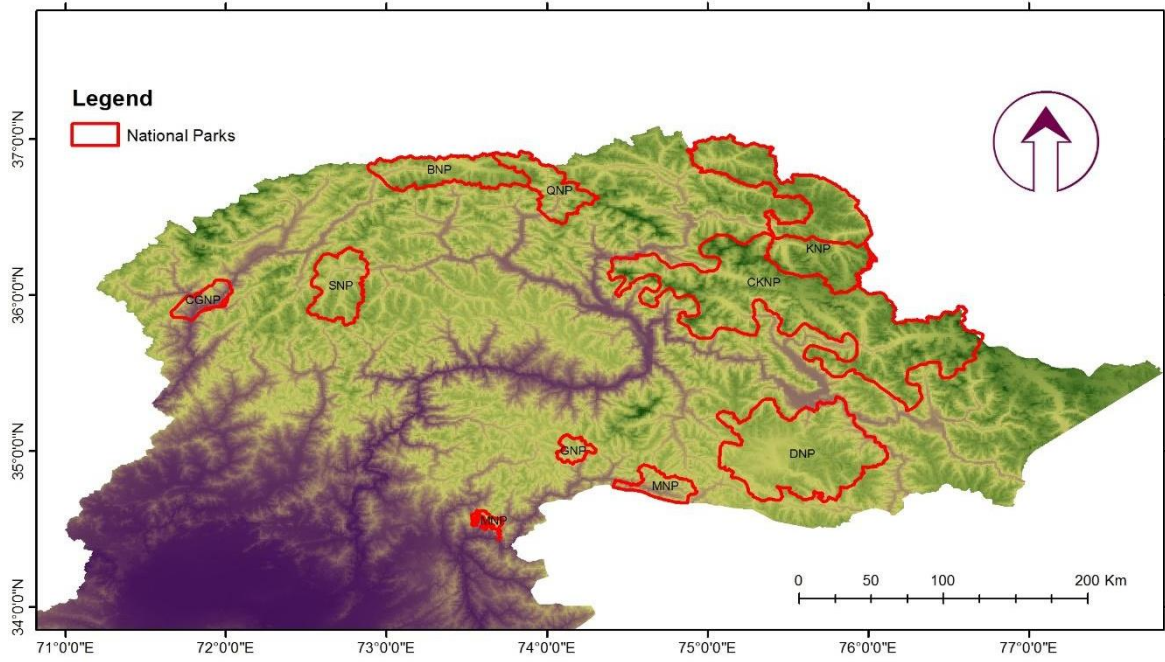 Legend
National Parks
BNP
QNP
KNP
CKNP
SNP
CGNP
GNP
DNP
MNP
MNP
0 50 100 200 Km
37°0'0"N
36°0'0"N
35°0'0"N
34°0'0"N
71°0'0"E 72°0'0"E 73°0'0"E 74°0'0"E 75°0'0"E 76°0'0"E 77°0'0"E